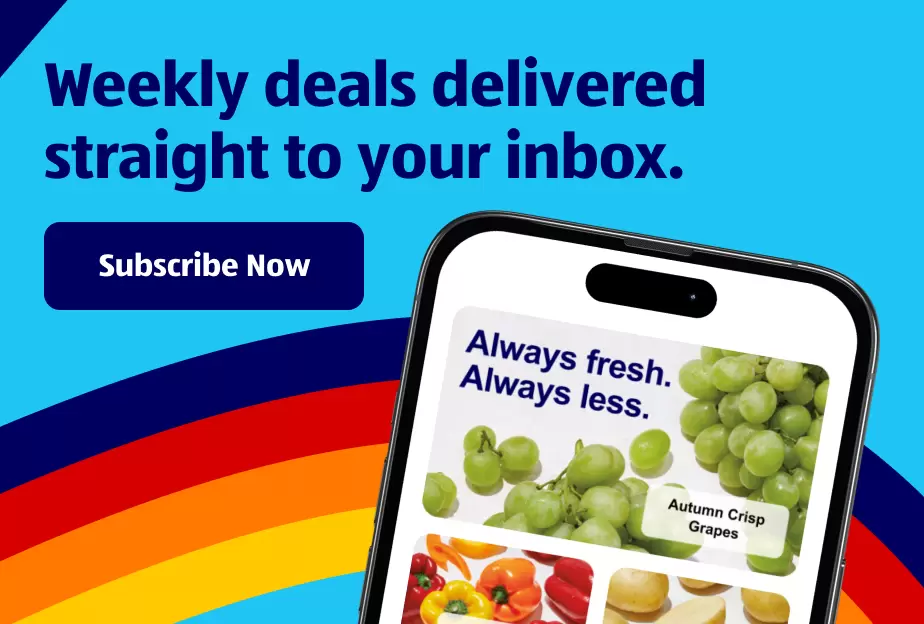 Weekly deals delivered
straight to your inbox.
Subscribe Now
Always fresh.
Always less.
Autumn Crisp
Grapes